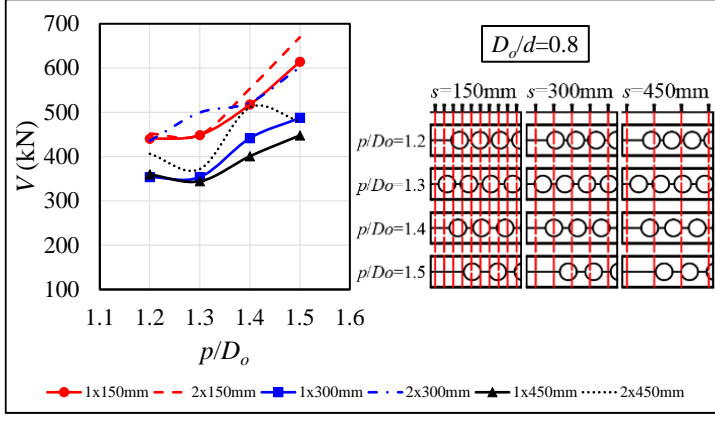 700
600
500
400
300
200
100
V (kN)
1.1 1.2 1.3 1.4 1.5 1.6
p/Do
Do/d=0.8
s=150mm s=300mm s=450mm
p/Do=1.2
p/Do=1.3
p/Do=1.4
p/Do=1.5
1x150mm 2x150mm 1x300mm 2x300mm 1x450mm 2x450mm